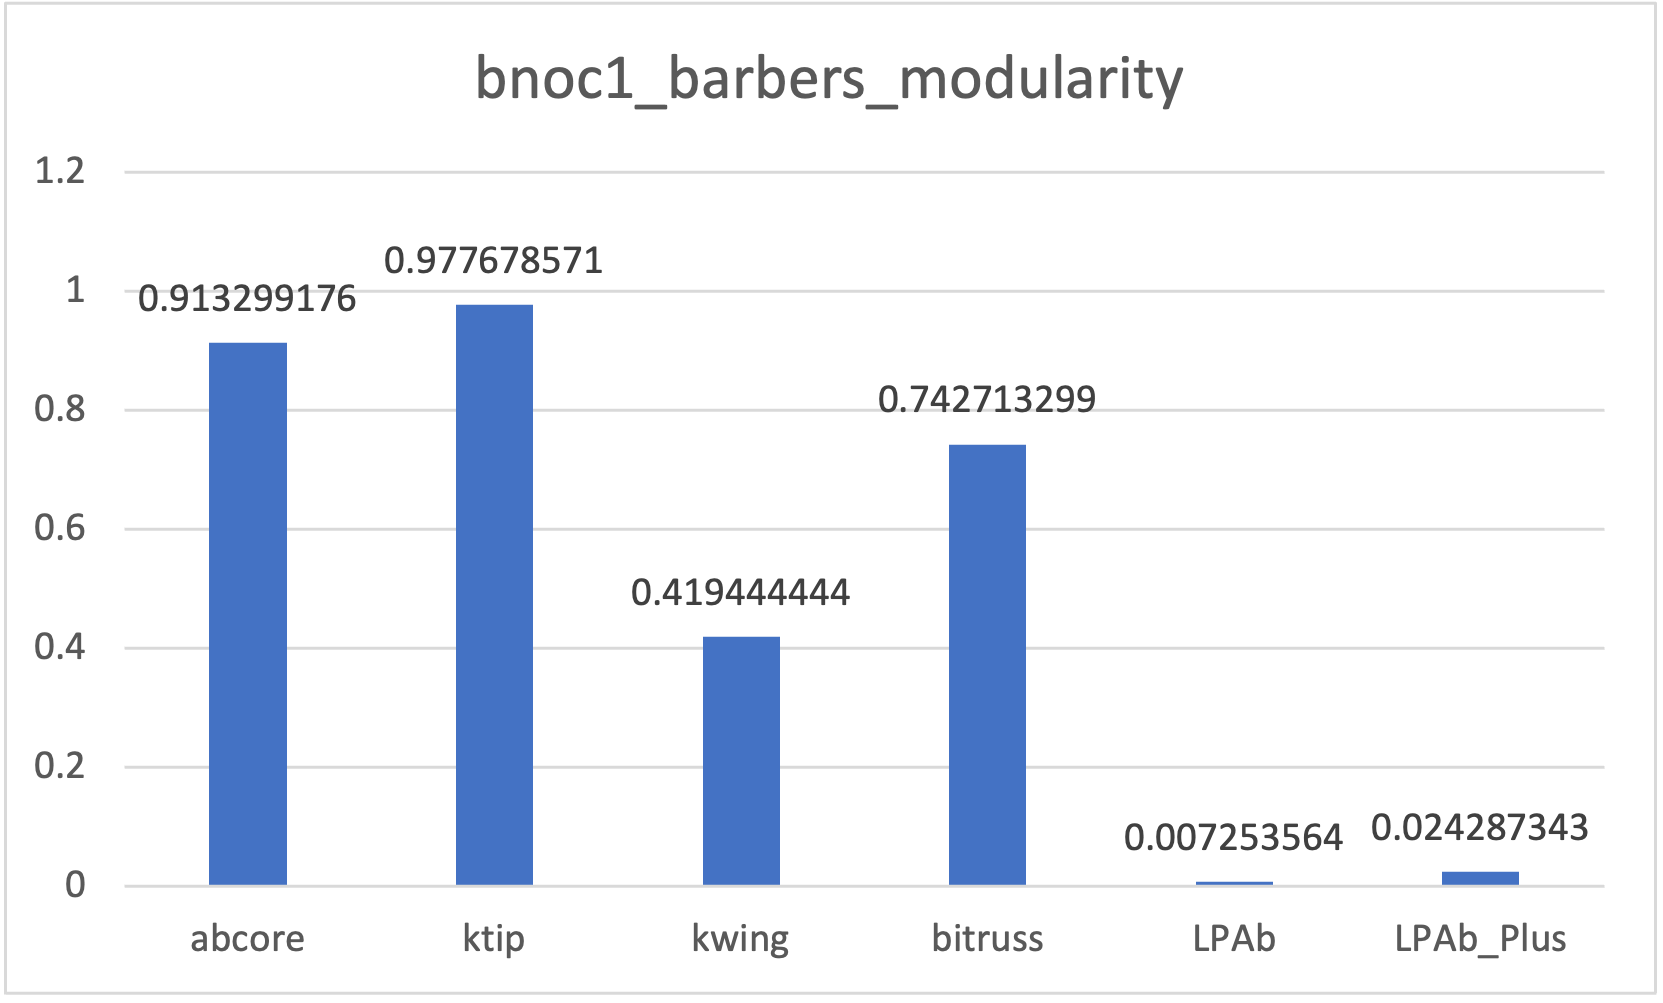 bnoc1_barbers_modularity
1.2
1
0.8
0.6
0.4
0.2
0
0.913299176
0.977678571
0.419444444
0.742713299
0.007253564
0.024287343
abcore
ktip
kwing
bitruss
LPAb
LPAb_Plus